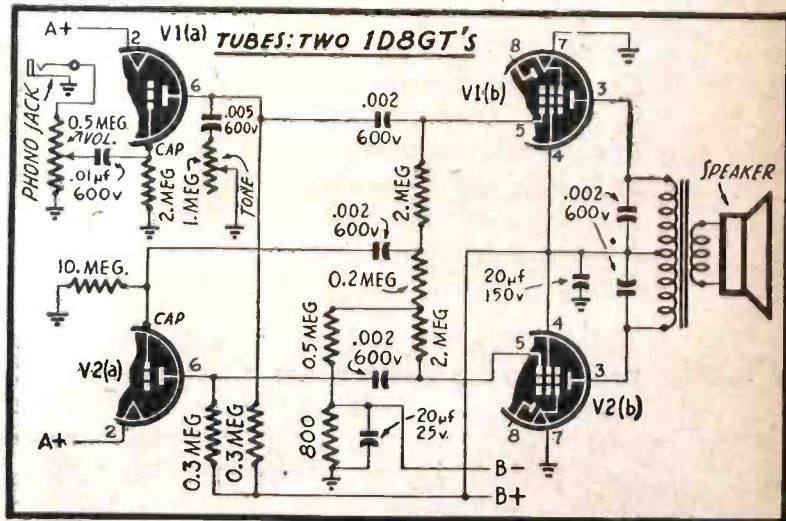 TUBES: TWO 1D8GT'S
A+
2
V1(a)
6
PHONO JACK
0.5 MEG.
VOL.
.01µf
600v
CAP
2. MEG
.005
600v
1. MEG
TONE
.002
600v
2. MEG
8
7
V1(b)
5
3
4
SPEAKER
.002
600v
.002
600v
0.2 MEG
20µf
150v
10. MEG.
CAP
V2(a)
6
2
A+
0.5 MEG
.002
600v
2. MEG
5
4
3
8
7
V2(b)
0.3 MEG
0.3 MEG
800
20µf
25v.
B-
B+